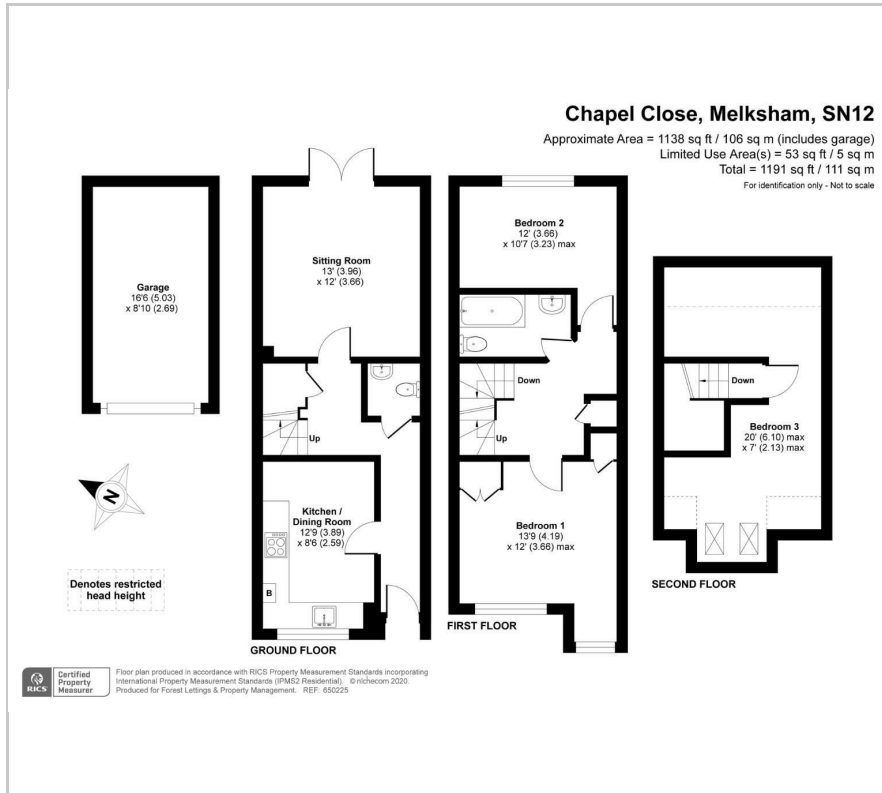 Chapel Close, Melksham, SN12
Approximate Area = 1138 sq ft / 106 sq m (includes garage)
Limited Use Area(s) = 53 sq ft / 5 sq m
Total = 1191 sq ft / 111 sq m
For identification only - Not to scale
Garage
16'6 (5.03)
x 8'10 (2.69)
Sitting Room
13' (3.96)
x 12' (3.66)
Up
Kitchen /
Dining Room
12'9 (3.89)
x 8'6 (2.59)
B
GROUND FLOOR
Bedroom 2
12' (3.66)
x 10'7 (3.23) max
Down
Up
Bedroom 1
13'9 (4.19)
x 12' (3.66) max
FIRST FLOOR
Down
Bedroom 3
20' (6.10) max
x 7' (2.13) max
SECOND FLOOR
N
Denotes restricted
head height
RICS
Certified
Property
Measurer
Floor plan produced in accordance with RICS Property Measurement Standards incorporating
International Property Measurement Standards (IPMS2 Residential). © nichecom 2020.
Produced for Forest Lettings & Property Management. REF: 650225